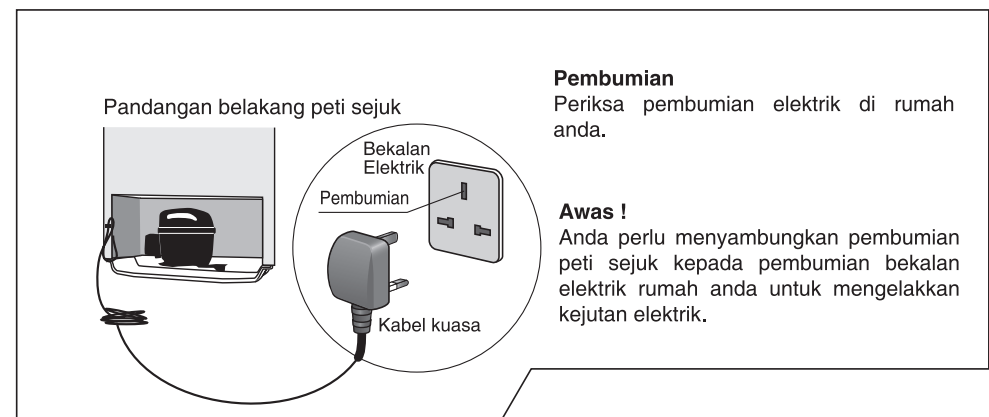 Pandangan belakang peti sejuk
Bekalan
Elektrik
Pembumian
Kabel kuasa
Pembumian
Periksa pembumian elektrik di rumah
anda.
Awas !
Anda perlu menyambungkan pembumian
peti sejuk kepada pembumian bekalan
elektrik rumah anda untuk mengelakkan
kejutan elektrik.